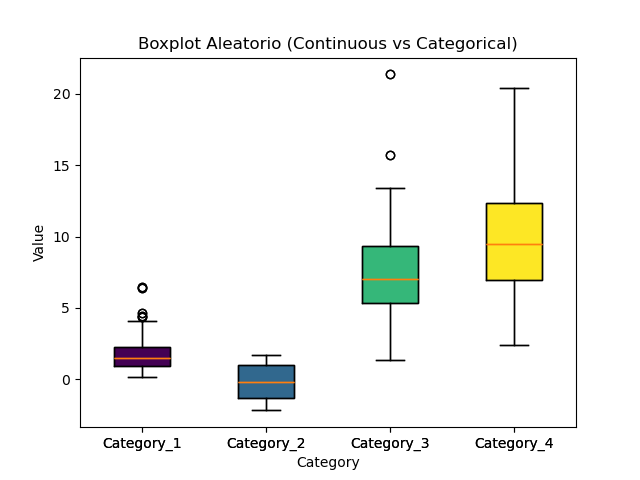 Boxplot Aleatorio (Continuous vs Categorical)
Value
20
15
10
5
0
Category_1 Category_2 Category_3 Category_4
Category